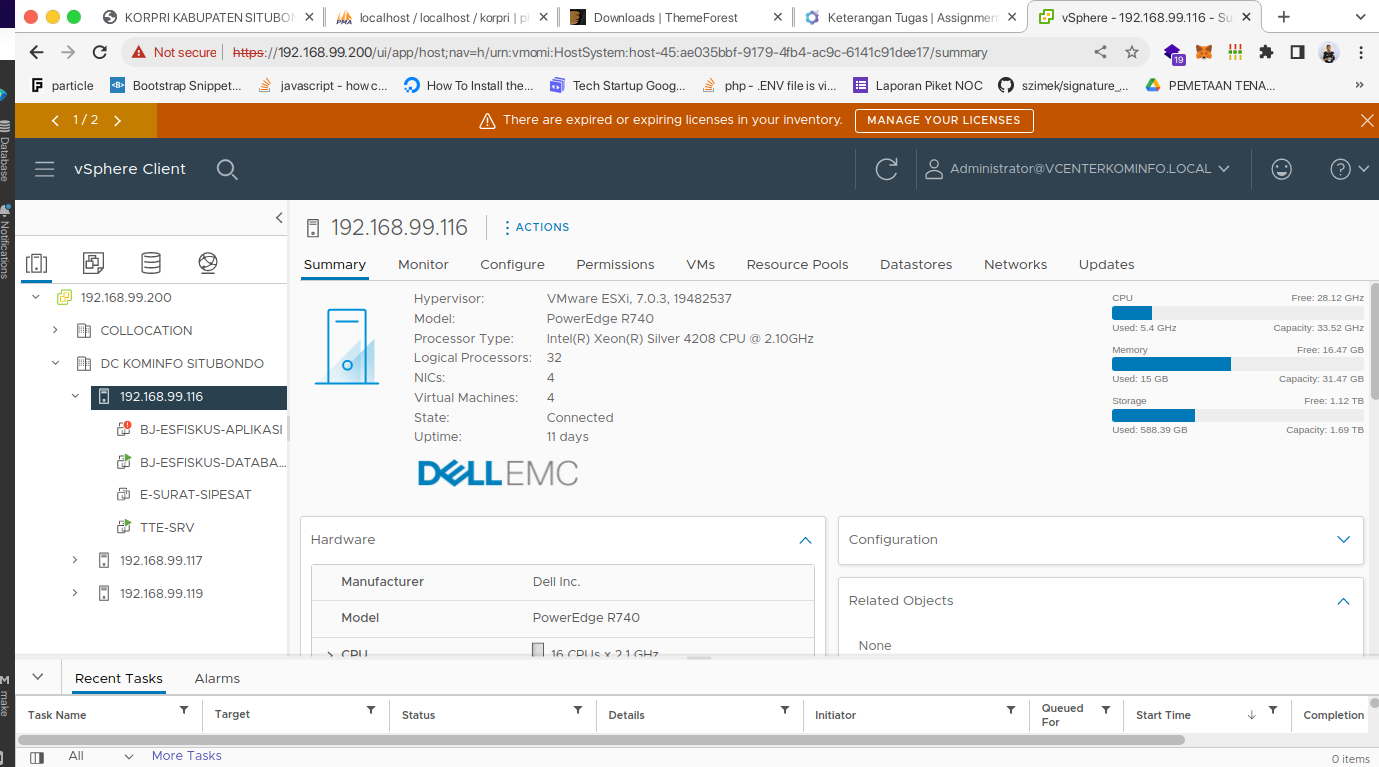 KORPRI KABUPATEN SITUBON
localhost / localhost / korpri | p
Downloads | ThemeForest
Keterangan Tugas | Assignmen
vSphere - 192.168.99.116 - Su
Not secure | https://192.168.99.200/ui/app/host;nav=h/urn:vmomi:HostSystem:host-45:ae035bbf-9179-4fb4-ac9c-6141c91dee17/summary
19
particle
Bootstrap Snippet...
javascript - how c...
How To Install the...
Tech Startup Goog...
php - .ENV file is vi...
Laporan Piket NOC
szimek/signature_...
PEMETAAN TENA...
»
1 / 2
There are expired or expiring licenses in your inventory.
MANAGE YOUR LICENSES
vSphere Client
Administrator@VCENTERKOMINFO.LOCAL
Database
Notifications
make
192.168.99.200
COLLOCATION
DC KOMINFO SITUBONDO
192.168.99.116
BJ-ESFISKUS-APLIKASI
BJ-ESFISKUS-DATABA...
E-SURAT-SIPESAT
TTE-SRV
192.168.99.117
192.168.99.119
192.168.99.116
ACTIONS
Summary Monitor Configure Permissions VMs Resource Pools Datastores Networks Updates
Hypervisor: VMware ESXi, 7.0.3, 19482537
Model: PowerEdge R740
Processor Type: Intel(R) Xeon(R) Silver 4208 CPU @ 2.10GHz
Logical Processors: 32
NICs: 4
Virtual Machines: 4
State: Connected
Uptime: 11 days
DELLEMC
CPU Free: 28.12 GHz
Used: 5.4 GHz Capacity: 33.52 GHz
Memory Free: 16.47 GB
Used: 15 GB Capacity: 31.47 GB
Storage Free: 1.12 TB
Used: 588.39 GB Capacity: 1.69 TB
Hardware
Manufacturer Dell Inc.
Model PowerEdge R740
CPU 16 CPUs x 2.1 GHz
Configuration
Related Objects
None
Recent Tasks Alarms
Task Name Target Status Details Initiator Queued For Start Time Completion
All More Tasks
0 items